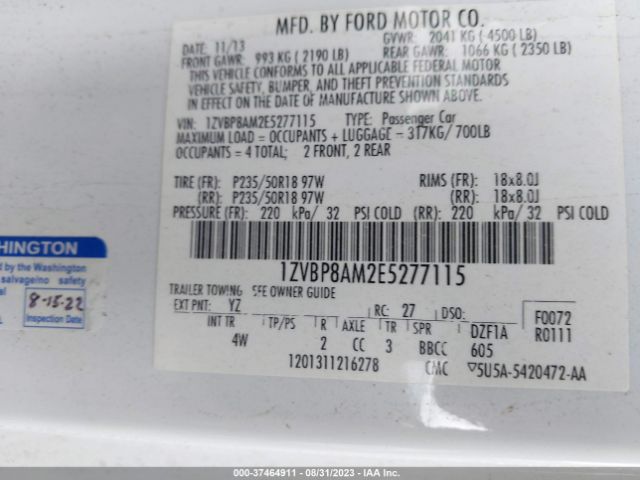 MFD. BY FORD MOTOR CO.
DATE: 11/13 GVWR: 2041 KG (4500 LB)
FRONT GAWR: 993 KG (2190 LB) REAR GAWR: 1066 KG (2350 LB)
THIS VEHICLE CONFORMS TO ALL APPLICABLE FEDERAL MOTOR
VEHICLE SAFETY, BUMPER, AND THEFT PREVENTION STANDARDS
IN EFFECT ON THE DATE OF MANUFACTURE SHOWN ABOVE.
VIN: 1ZVBP8AM2E5277115 TYPE: Passenger Car
MAXIMUM LOAD = OCCUPANTS + LUGGAGE = 317KG/ 700LB
OCCUPANTS = 4 TOTAL; 2 FRONT, 2 REAR
TIRE (FR): P235/50R18 97W RIMS (FR): 18x8.0J
(RR): P235/50R18 97W (RR): 18x8.0J
PRESSURE (FR): 220 kPa/ 32 PSI COLD (RR): 220 kPa/ 32 PSI COLD
1ZVBP8AM2E5277115
TRAILER TOWING SEE OWNER GUIDE
EXT PNT: YZ RC: 27 DSO: F0072
INT TR TP/PS R AXLE TR SPR DZF1A R0111
4W 2 CC 3 BBCC 605
1201311216278 CMC 5U5A-5420472-AA
SHINGTON
d by the Washington
salvage safety
8-15-22
Inspection Date
000-37464911 - 08/31/2023 - IAAI.COM